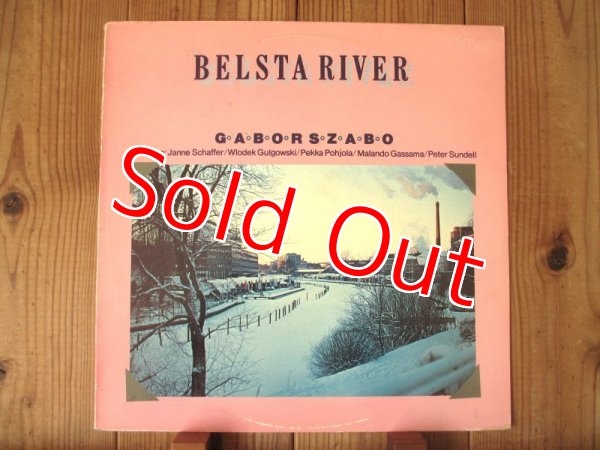 BELSTA RIVER
G·A·B·O·R S·Z·A·B·O
Janne Schaffer/Wlodek Gulgowski/Pekka Pohjola/Malando Gassama/Peter Sundell
Sold Out